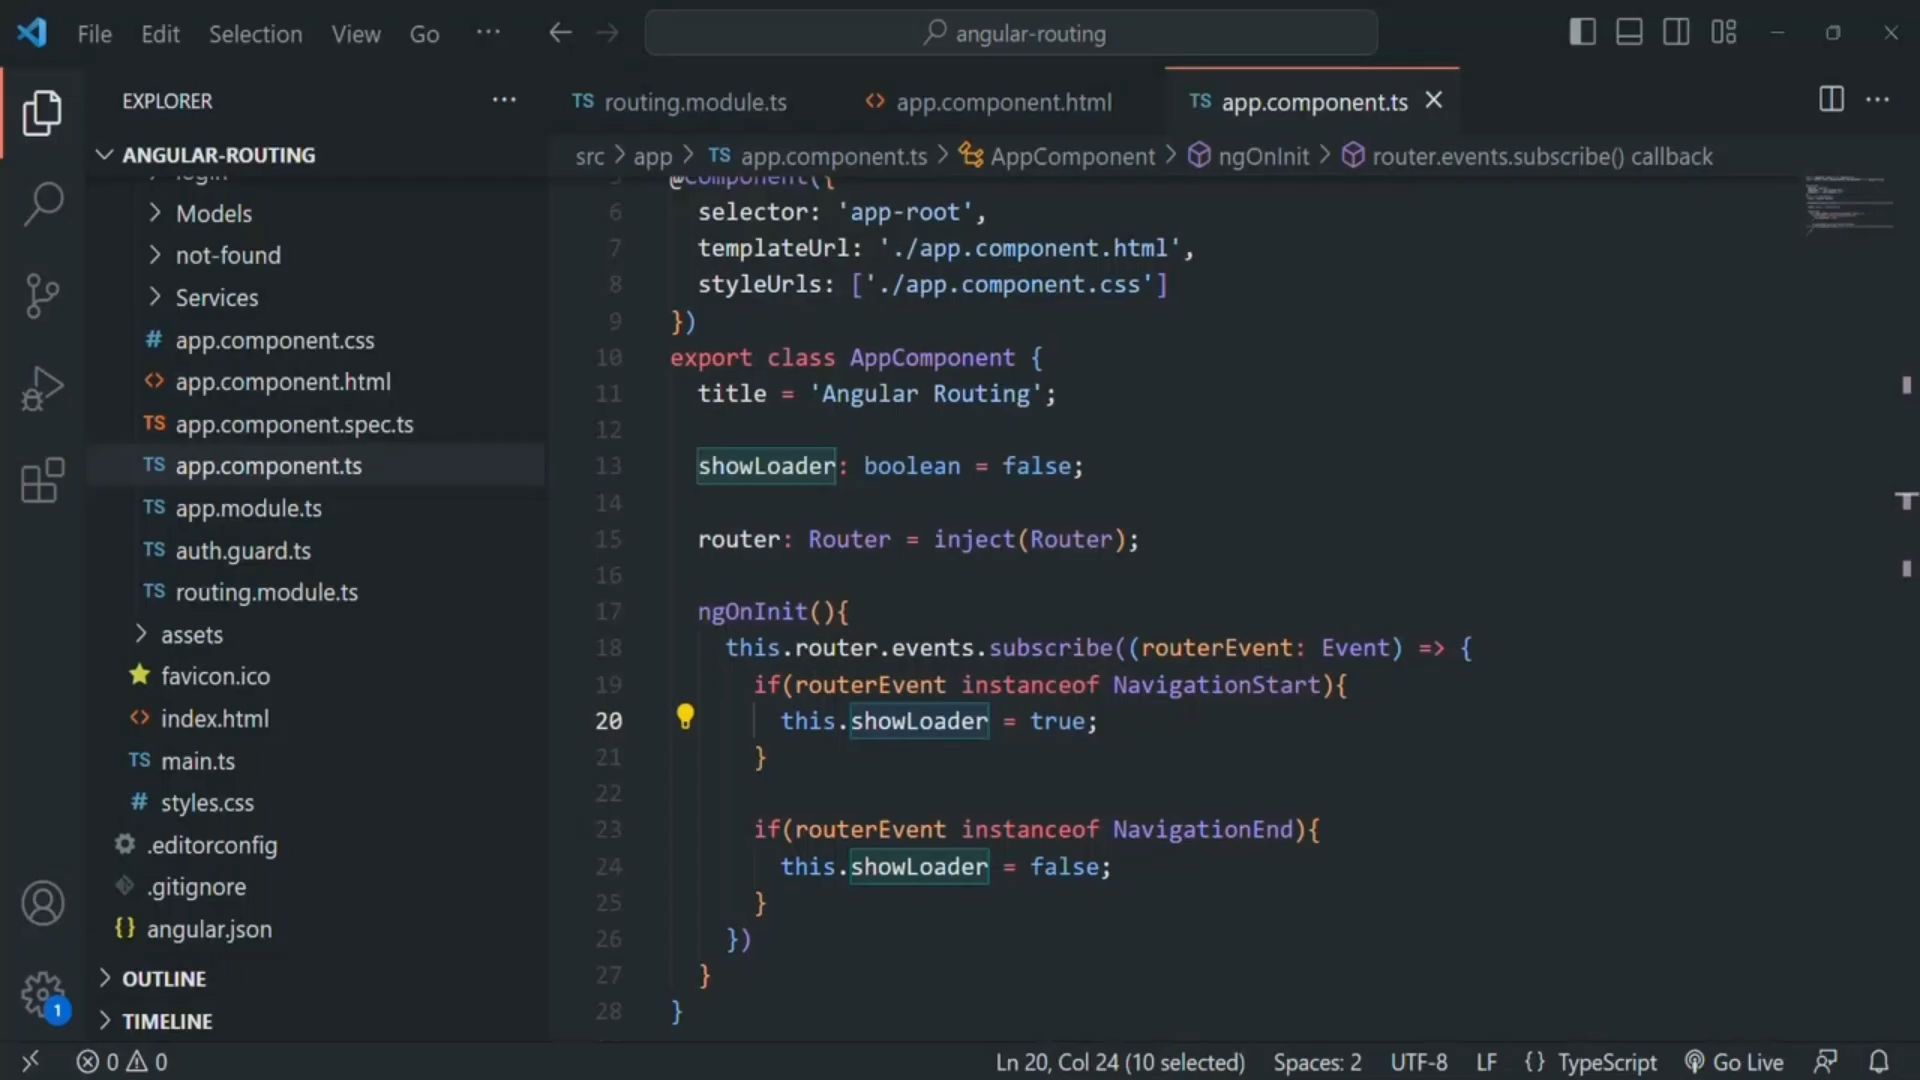 File Edit Selection View Go ··· angular-routing
EXPLORER ···
ANGULAR-ROUTING
login
Models
not-found
Services
# app.component.css
<> app.component.html
TS app.component.spec.ts
TS app.component.ts
TS app.module.ts
TS auth.guard.ts
TS routing.module.ts
assets
favicon.ico
<> index.html
TS main.ts
# styles.css
.editorconfig
.gitignore
{} angular.json
OUTLINE
TIMELINE
1
TS routing.module.ts <> app.component.html TS app.component.ts
src > app > TS app.component.ts > AppComponent > ngOnInit > router.events.subscribe() callback
5 @Component({
6 selector: 'app-root',
7 templateUrl: './app.component.html',
8 styleUrls: ['./app.component.css']
9 })
10 export class AppComponent {
11 title = 'Angular Routing';
12
13 showLoader: boolean = false;
14
15 router: Router = inject(Router);
16
17 ngOnInit(){
18 this.router.events.subscribe((routerEvent: Event) => {
19 if(routerEvent instanceof NavigationStart){
20 this.showLoader = true;
21 }
22
23 if(routerEvent instanceof NavigationEnd){
24 this.showLoader = false;
25 }
26 })
27 }
28 }
0 0 Ln 20, Col 24 (10 selected) Spaces: 2 UTF-8 LF {} TypeScript Go Live